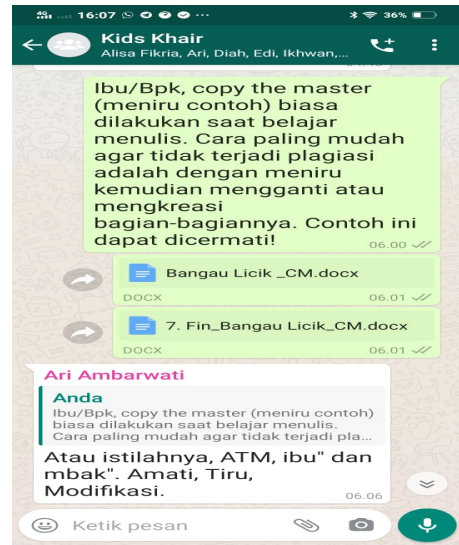 4G 16:07 ... 36%
Kids Khair
Alisa Fikria, Ari, Diah, Edi, Ikhwan,...
Ibu/Bpk, copy the master
(meniru contoh) biasa
dilakukan saat belajar
menulis. Cara paling mudah
agar tidak terjadi plagiasi
adalah dengan meniru
kemudian mengganti atau
mengkreasi
bagian-bagiannya. Contoh ini
dapat dicermati!
06.00
Bangau Licik _CM.docx
DOCX 06.01
7. Fin_Bangau Licik_CM.docx
DOCX 06.01
Ari Ambarwati
Anda
Ibu/Bpk, copy the master (meniru contoh)
biasa dilakukan saat belajar menulis.
Cara paling mudah agar tidak terjadi pla...
Atau istilahnya, ATM, ibu" dan
mbak". Amati, Tiru,
Modifikasi.
06.06
Ketik pesan